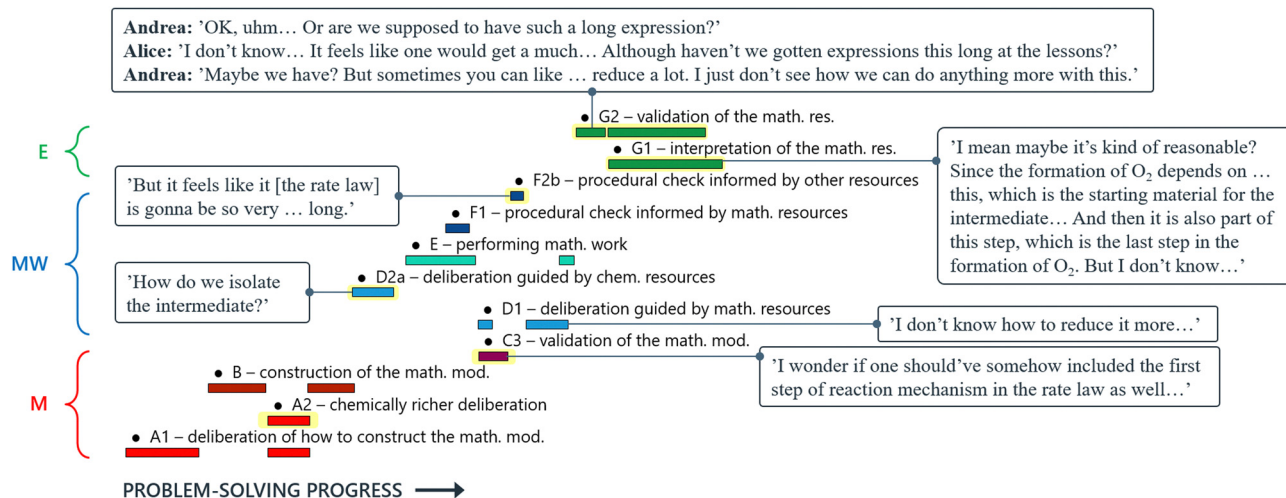 Andrea: ’OK, uhm… Or are we supposed to have such a long expression?’
Alice: ’I don’t know… It feels like one would get a much… Although haven’t we gotten expressions this long at the lessons?’
Andrea: ’Maybe we have? But sometimes you can like … reduce a lot. I just don’t see how we can do anything more with this.’
● G2 – validation of the math. res.
E
● G1 – interpretation of the math. res.
’I mean maybe it’s kind of reasonable?
Since the formation of O₂ depends on …
this, which is the starting material for the
intermediate… And then it is also part of
this step, which is the last step in the
formation of O₂. But I don’t know…’
● F2b – procedural check informed by other resources
’But it feels like it [the rate law]
is gonna be so very … long.’
● F1 – procedural check informed by math. resources
MW
● E – performing math. work
● D2a – deliberation guided by chem. resources
’How do we isolate
the intermediate?’
● D1 – deliberation guided by math. resources
’I don’t know how to reduce it more…’
● C3 – validation of the math. mod.
’I wonder if one should’ve somehow included the first
step of reaction mechanism in the rate law as well…’
M
● B – construction of the math. mod.
● A2 – chemically richer deliberation
● A1 – deliberation of how to construct the math. mod.
PROBLEM-SOLVING PROGRESS